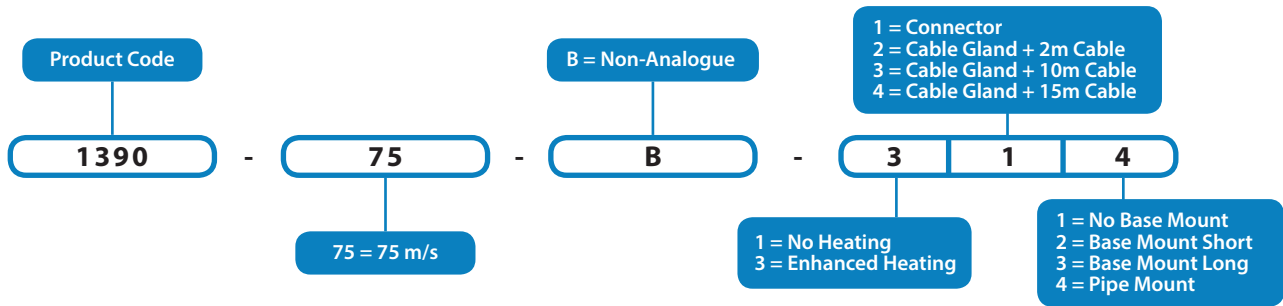 Product Code
B = Non-Analogue
1 = Connector
2 = Cable Gland + 2m Cable
3 = Cable Gland + 10m Cable
4 = Cable Gland + 15m Cable
1390 - 75 - B - 3 1 4
75 = 75 m/s
1 = No Heating
3 = Enhanced Heating
1 = No Base Mount
2 = Base Mount Short
3 = Base Mount Long
4 = Pipe Mount